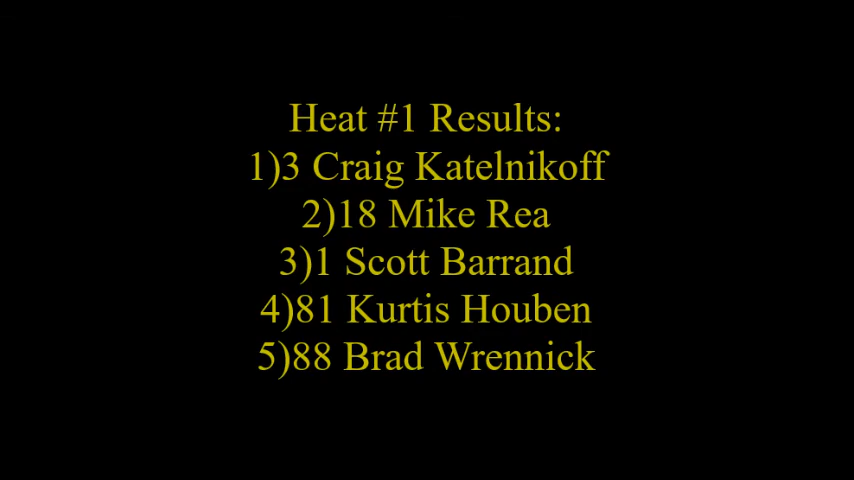 Heat #1 Results:
1)3 Craig Katelnikoff
2)18 Mike Rea
3)1 Scott Barrand
4)81 Kurtis Houben
5)88 Brad Wrennick